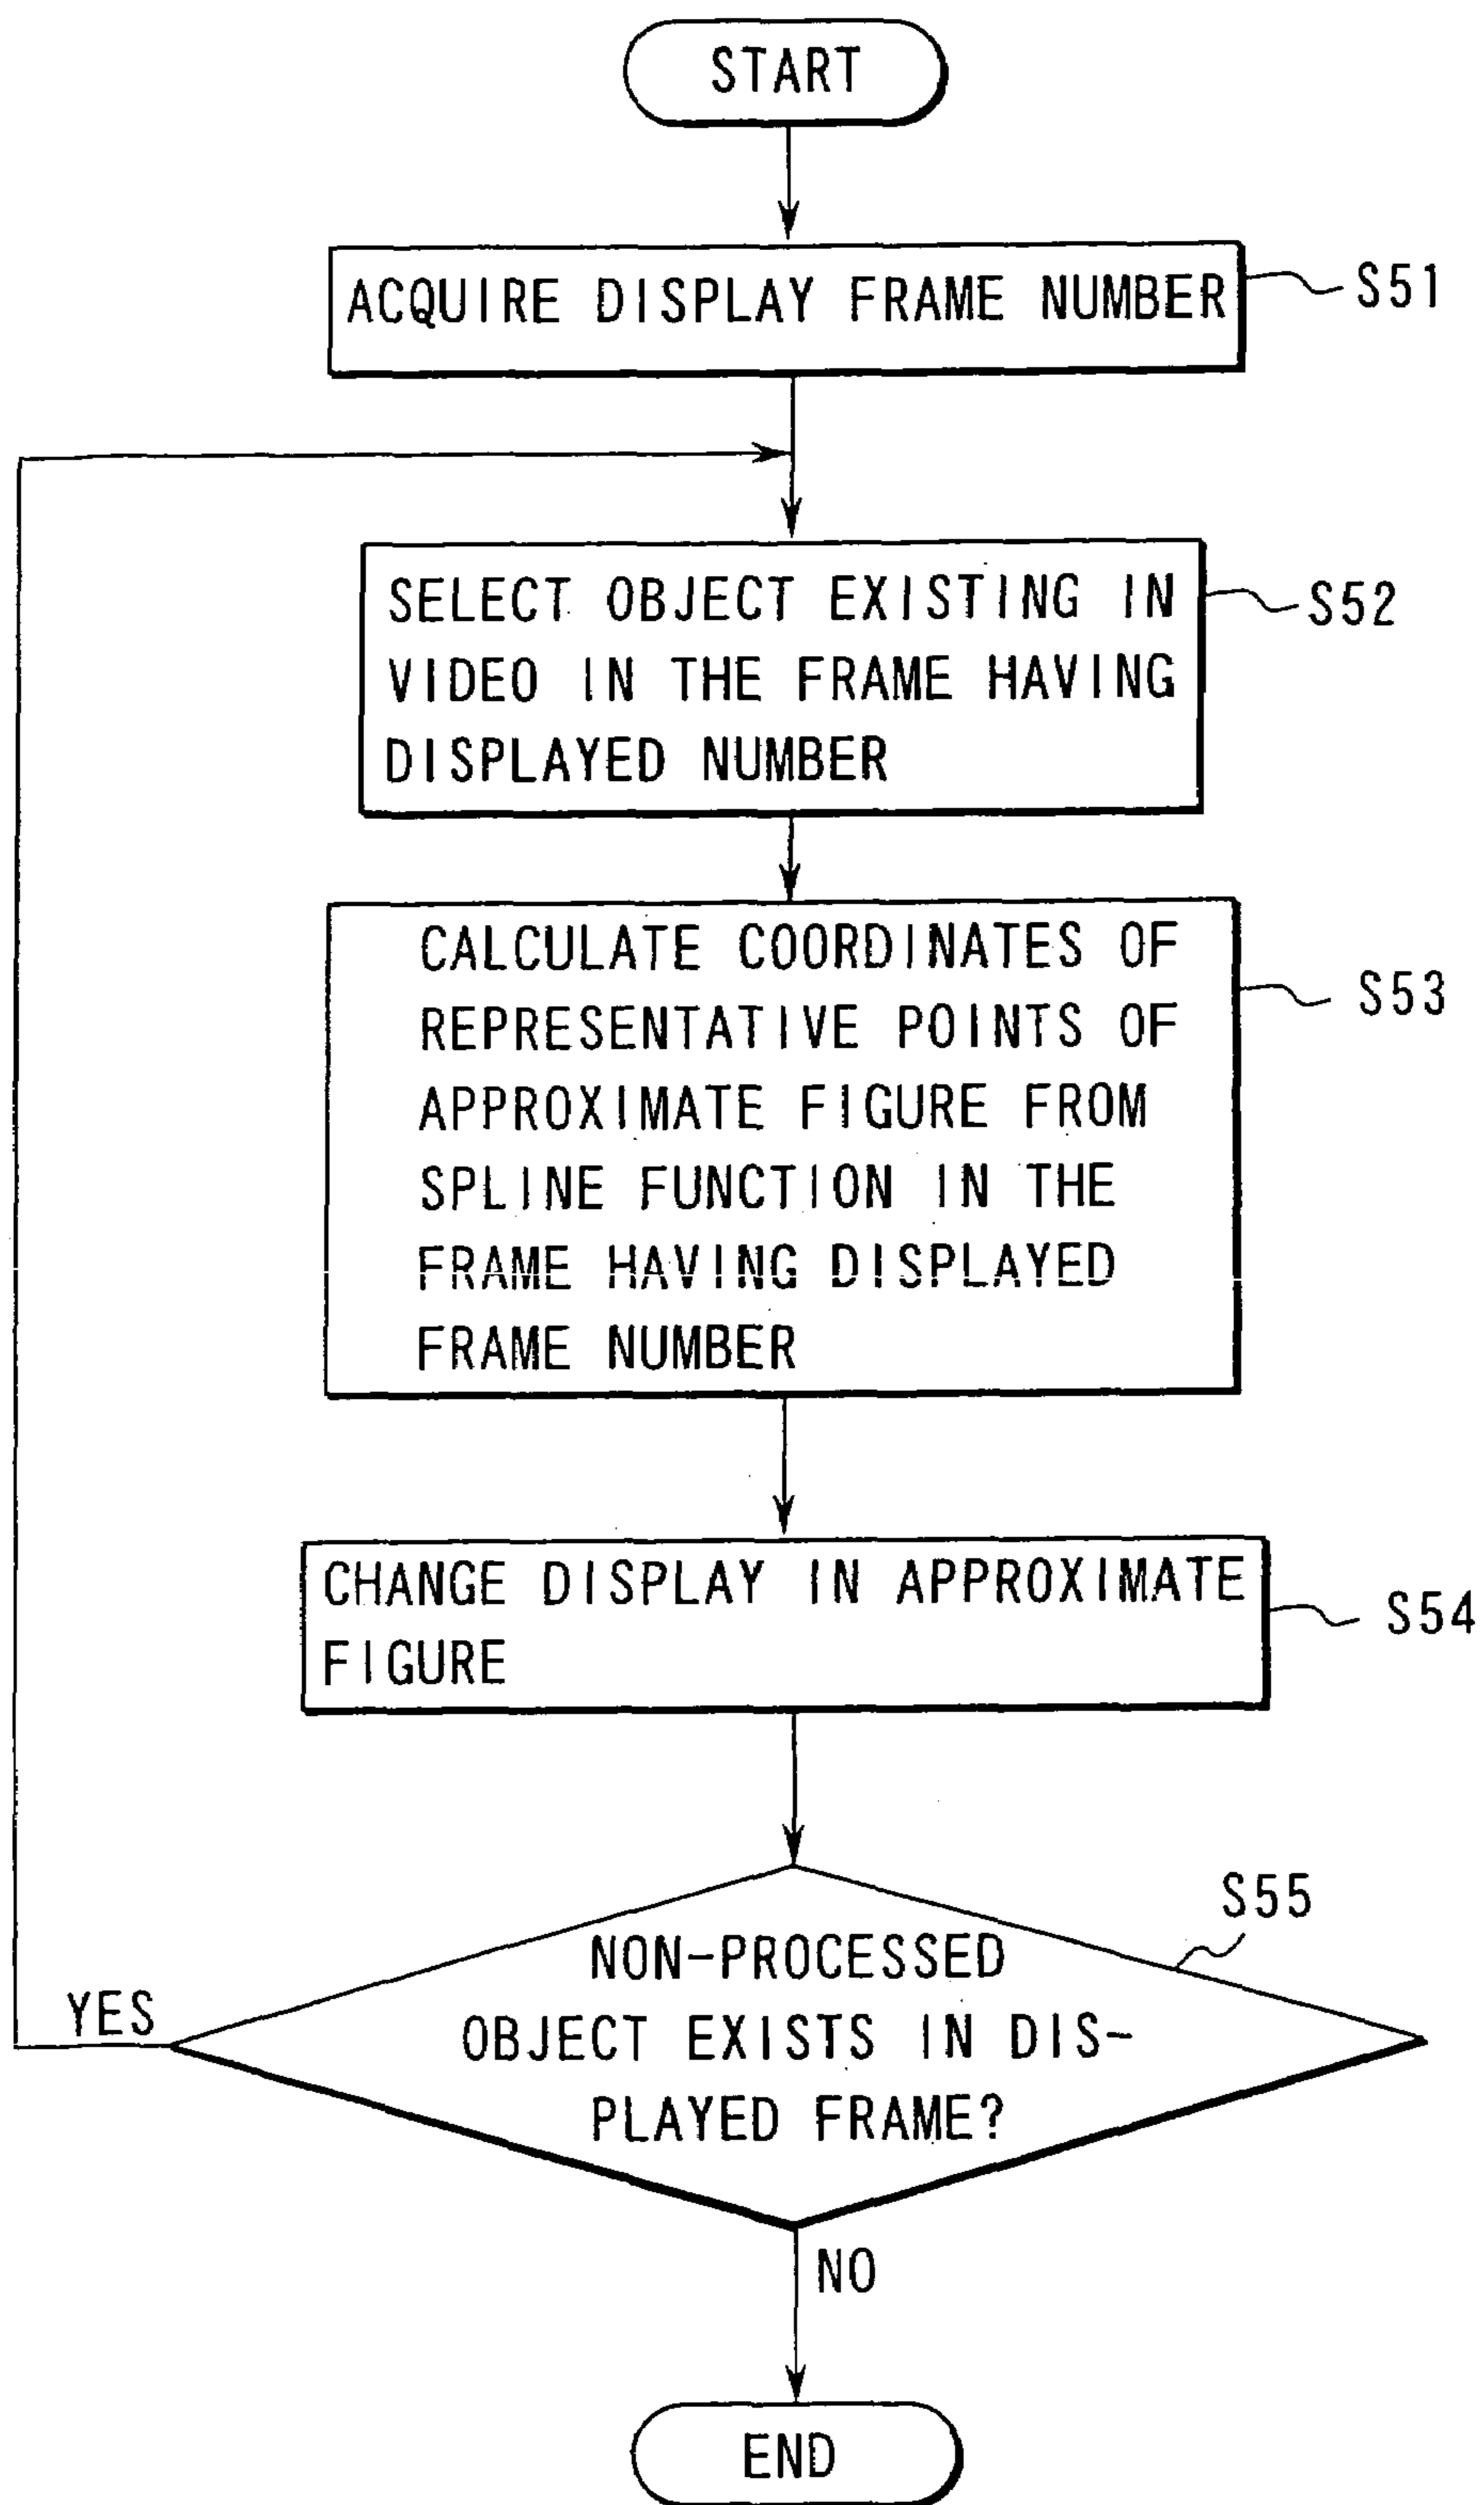 START
ACQUIRE DISPLAY FRAME NUMBER
S51
SELECT OBJECT EXISTING IN
VIDEO IN THE FRAME HAVING
DISPLAYED NUMBER
S52
CALCULATE COORDINATES OF
REPRESENTATIVE POINTS OF
APPROXIMATE FIGURE FROM
SPLINE FUNCTION IN THE
FRAME HAVING DISPLAYED
FRAME NUMBER
S53
CHANGE DISPLAY IN APPROXIMATE
FIGURE
S54
S55
NON-PROCESSED
OBJECT EXISTS IN DIS-
PLAYED FRAME?
YES
NO
END